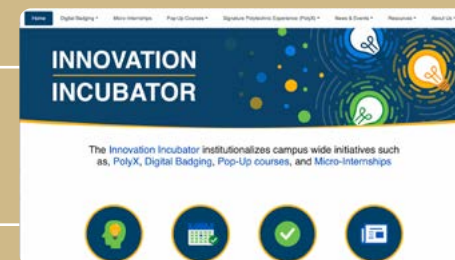 Home Digital Badging Micro-Internships Pop-Up Courses Signature Polytechnic Experience (PolyX) News & Events Resources About Us
INNOVATION
INCUBATOR
The Innovation Incubator institutionalizes campus wide initiatives such
as, PolyX, Digital Badging, Pop-Up courses, and Micro-Internships